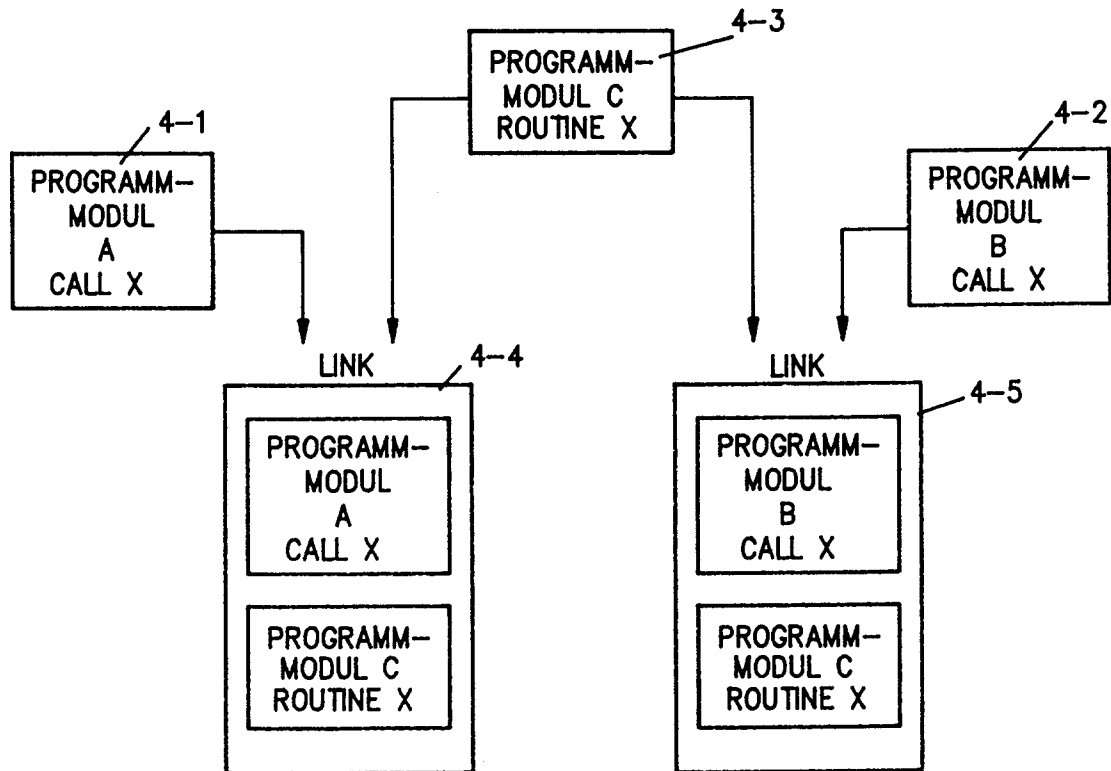 4-3
PROGRAMM-
MODUL C
ROUTINE X
4-1
PROGRAMM-
MODUL
A
CALL X
4-2
PROGRAMM-
MODUL
B
CALL X
LINK
4-4
PROGRAMM-
MODUL
A
CALL X
PROGRAMM-
MODUL C
ROUTINE X
LINK
4-5
PROGRAMM-
MODUL
B
CALL X
PROGRAMM-
MODUL C
ROUTINE X